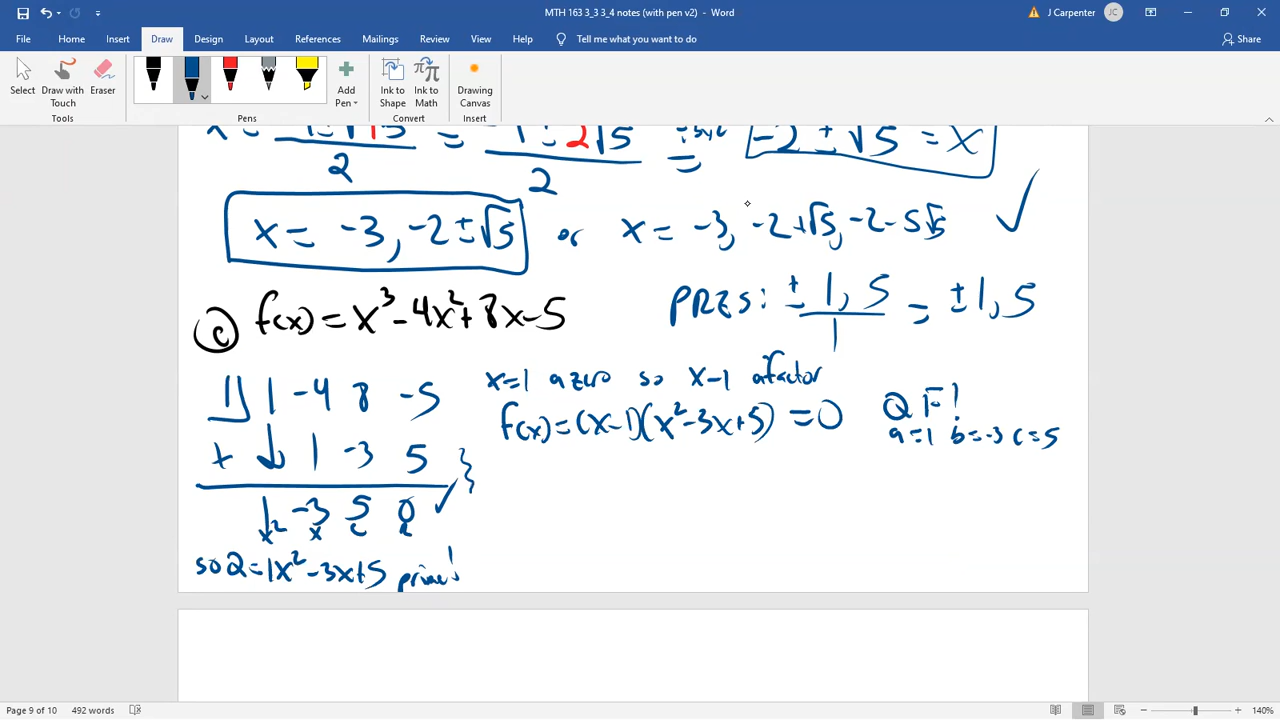 MTH 163 3_3 3_4 notes (with pen v2) - Word
J Carpenter
JC
File Home Insert Draw Design Layout References Mailings Review View Help Tell me what you want to do
Share
Select Draw with Touch Eraser Add Pen Ink to Shape Ink to Math Drawing Canvas
Tools Pens Convert Insert
2 = 2 = -2 ± √5 = x
x = -3, -2 ± √5 or x = -3, -2+√5, -2-5√5 ✓
(c) f(x) = x³ - 4x² + 8x - 5
PRZS: ± 1, 5 / 1 = ± 1, 5
1⌋ 1 -4 8 -5
x=1 a zero so x-1 a factor
f(x) = (x-1)(x² - 3x + 5) = 0
QF!
a=1 b=-3 c=5
+ ↓ 1 -3 5
1 -3 5 0 ✓
x² x c R
so Q = 1x² - 3x + 5 prime!
Page 9 of 10 492 words 140%